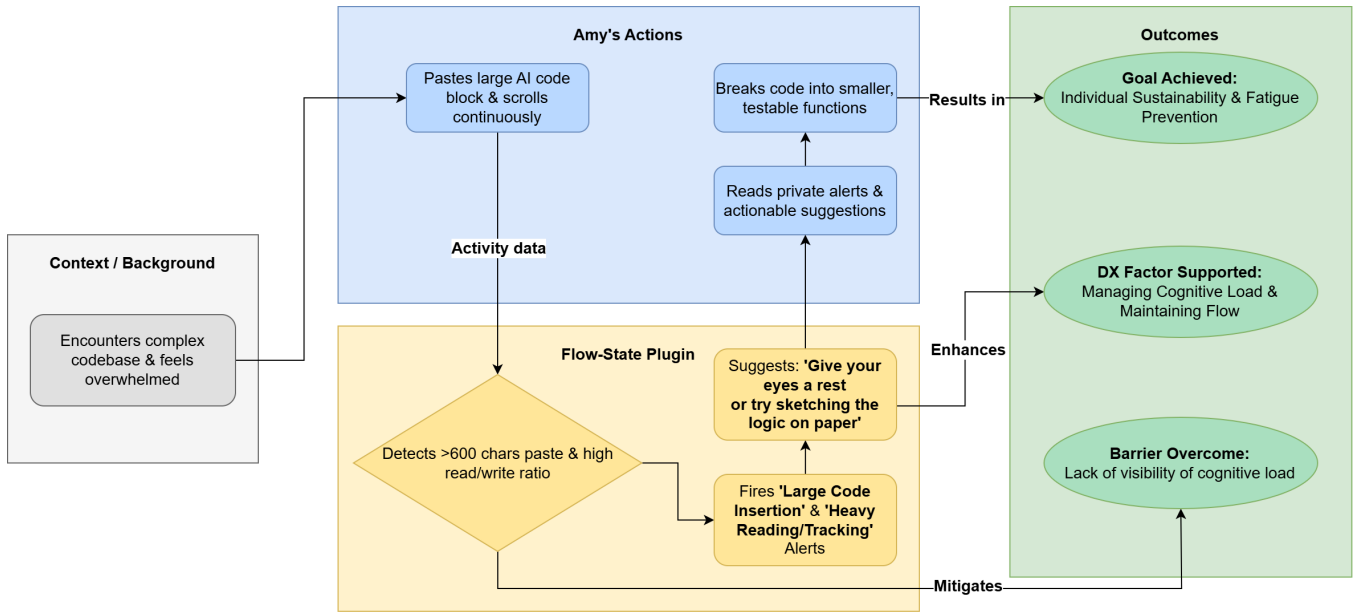 Context / Background
Encounters complex
codebase & feels
overwhelmed
Amy's Actions
Pastes large AI code
block & scrolls
continuously
Activity data
Breaks code into smaller,
testable functions
Reads private alerts &
actionable suggestions
Flow-State Plugin
Detects >600 chars paste & high
read/write ratio
Suggests: 'Give your
eyes a rest
or try sketching the
logic on paper'
Fires 'Large Code
Insertion' & 'Heavy
Reading/Tracking'
Alerts
Results in
Enhances
Mitigates
Outcomes
Goal Achieved:
Individual Sustainability & Fatigue
Prevention
DX Factor Supported:
Managing Cognitive Load &
Maintaining Flow
Barrier Overcome:
Lack of visibility of cognitive load